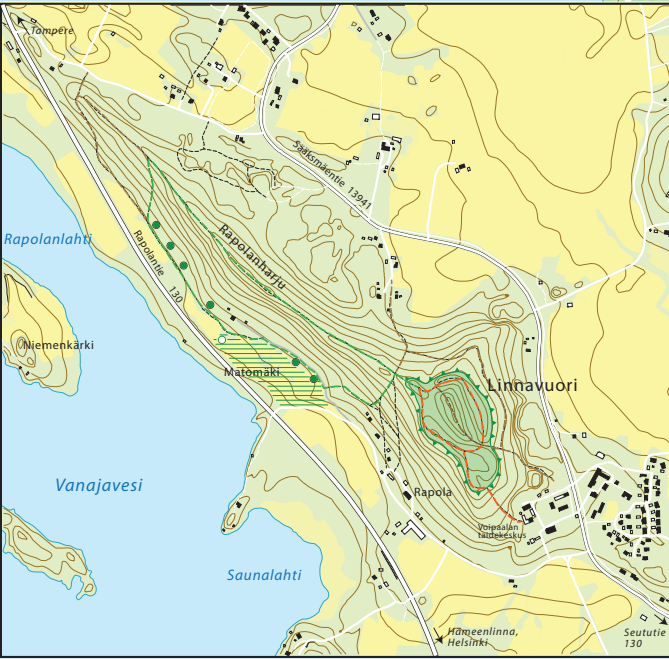 Tampere
Sääksmäentie 13941
Rapolanlahti
Rapolantie 130
Rapolanharju
Niemenkärki
Matomäki
Linnavuori
Vanajavesi
Rapola
Voipaalan
taidekeskus
Saunalahti
Hämeenlinna,
Helsinki
Seututie
130